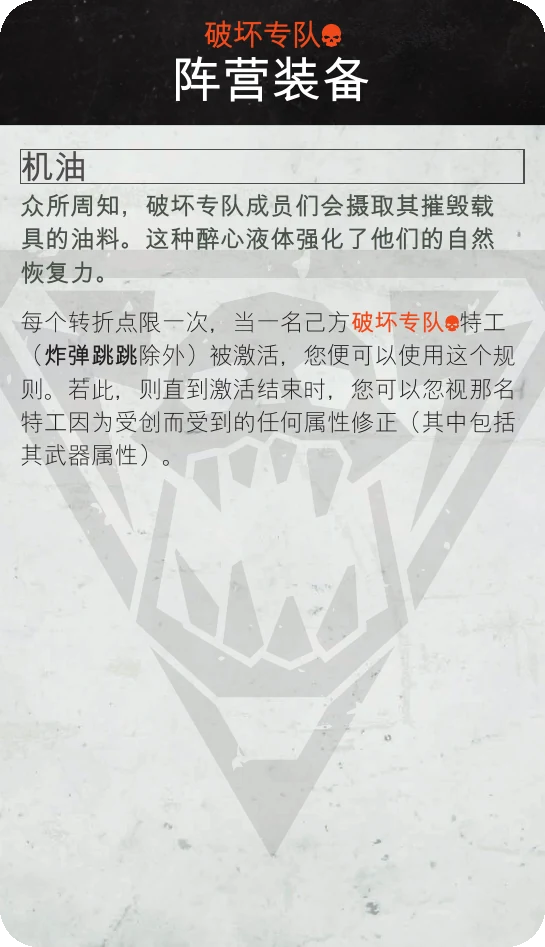 破坏专队
阵营装备
机油
众所周知，破坏专队成员们会摄取其摧毁载
具的油料。这种醉心液体强化了他们的自然
恢复力。
每个转折点限一次，当一名己方破坏专队特工
（炸弹跳跳除外）被激活，您便可以使用这个规
则。若此，则直到激活结束时，您可以忽视那名
特工因为受创而受到的任何属性修正（其中包括
其武器属性）。